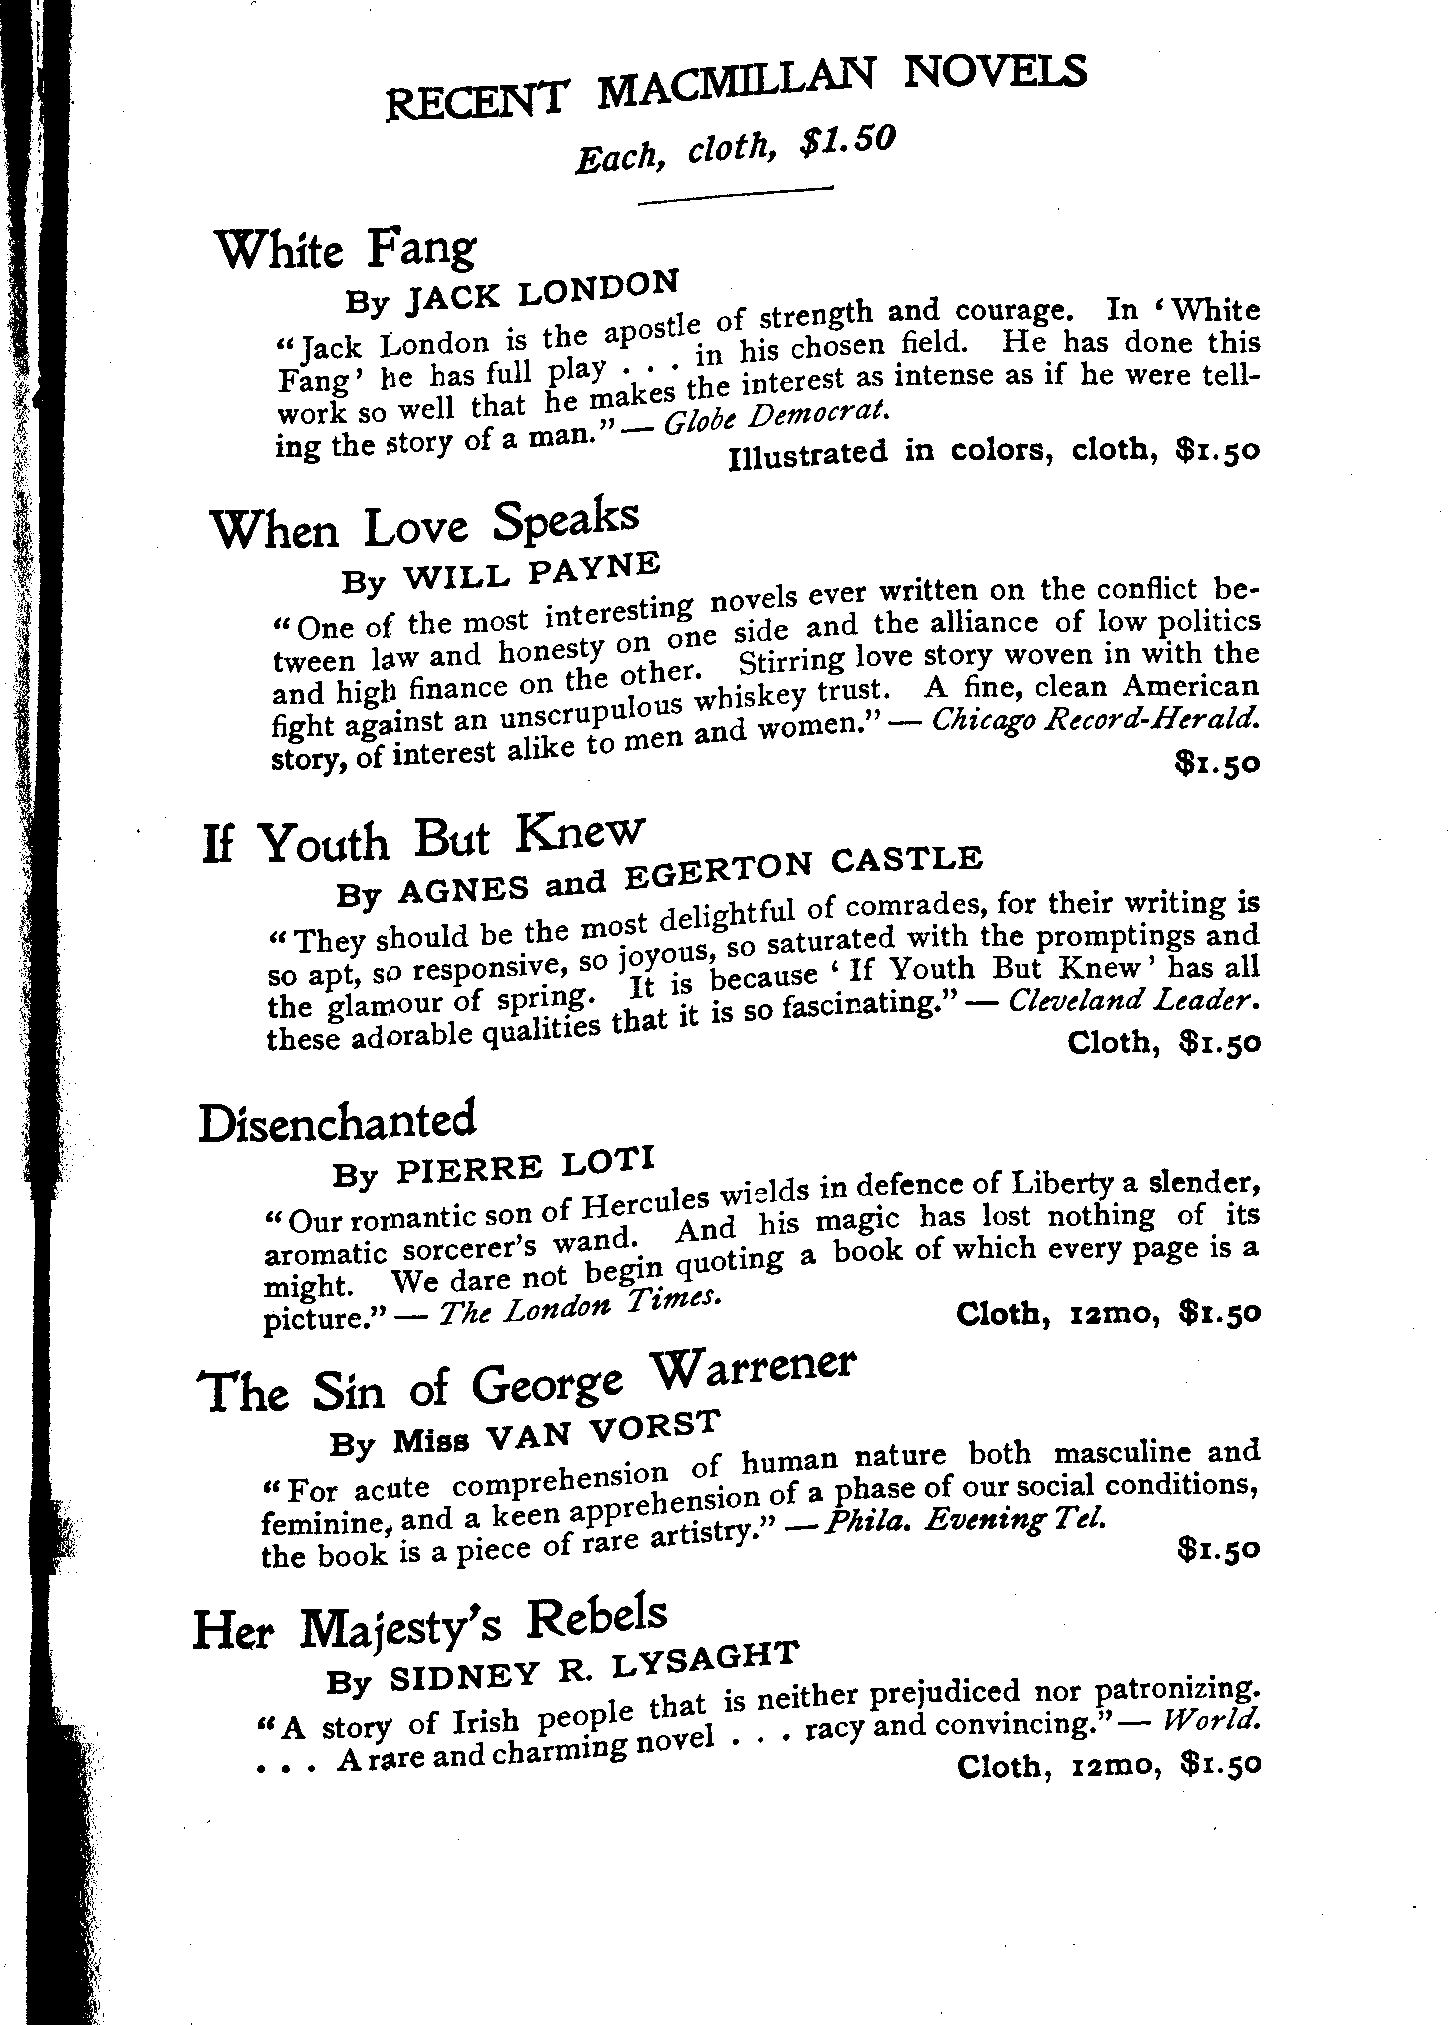 RECENT MACMILLAN NOVELS
Each, cloth, $1.50
White Fang
By JACK LONDON
“Jack London is the apostle of strength and courage. In ‘White
Fang’ he has full play . . . in his chosen field. He has done this
work so well that he makes the interest as intense as if he were tell-
ing the story of a man.”—Globe Democrat.
Illustrated in colors, cloth, $1.50
When Love Speaks
By WILL PAYNE
“One of the most interesting novels ever written on the conflict be-
tween law and honesty on one side and the alliance of low politics
and high finance on the other. Stirring love story woven in with the
fight against an unscrupulous whiskey trust. A fine, clean American
story, of interest alike to men and women.”—Chicago Record-Herald.
$1.50
If Youth But Knew
By AGNES and EGERTON CASTLE
“They should be the most delightful of comrades, for their writing is
so apt, so responsive, so joyous, so saturated with the promptings and
the glamour of spring. It is because ‘If Youth But Knew’ has all
these adorable qualities that it is so fascinating.”—Cleveland Leader.
Cloth, $1.50
Disenchanted
By PIERRE LOTI
“Our romantic son of Hercules wields in defence of Liberty a slender,
aromatic sorcerer’s wand. And his magic has lost nothing of its
might. We dare not begin quoting a book of which every page is a
picture.”—The London Times.
Cloth, 12mo, $1.50
The Sin of George Warrener
By Miss VAN VORST
“For acute comprehension of human nature both masculine and
feminine, and a keen apprehension of a phase of our social conditions,
the book is a piece of rare artistry.”—Phila. Evening Tel.
$1.50
Her Majesty’s Rebels
By SIDNEY R. LYSAGHT
“A story of Irish people that is neither prejudiced nor patronizing.
. . . A rare and charming novel . . . racy and convincing.”—World.
Cloth, 12mo, $1.50